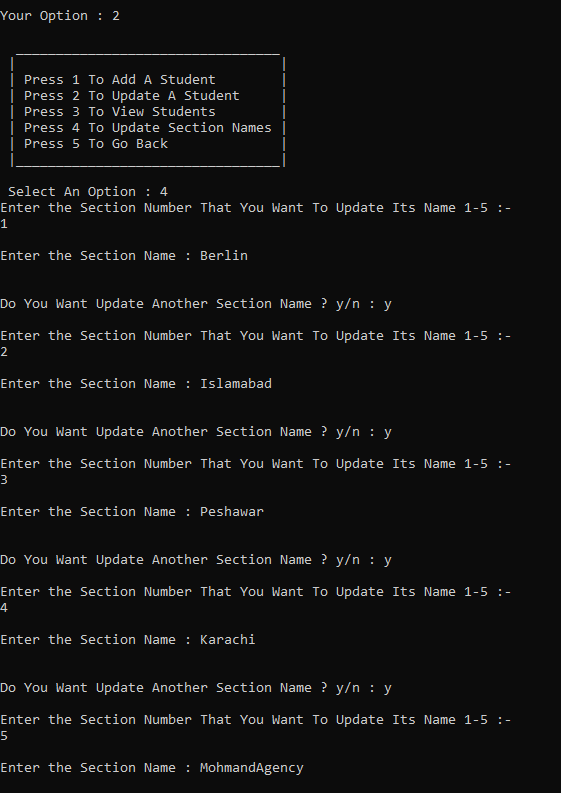 Your Option : 2
_________________________________
| |
| Press 1 To Add A Student |
| Press 2 To Update A Student |
| Press 3 To View Students |
| Press 4 To Update Section Names |
| Press 5 To Go Back |
|_________________________________|
Select An Option : 4
Enter the Section Number That You Want To Update Its Name 1-5 :-
1
Enter the Section Name : Berlin
Do You Want Update Another Section Name ? y/n : y
Enter the Section Number That You Want To Update Its Name 1-5 :-
2
Enter the Section Name : Islamabad
Do You Want Update Another Section Name ? y/n : y
Enter the Section Number That You Want To Update Its Name 1-5 :-
3
Enter the Section Name : Peshawar
Do You Want Update Another Section Name ? y/n : y
Enter the Section Number That You Want To Update Its Name 1-5 :-
4
Enter the Section Name : Karachi
Do You Want Update Another Section Name ? y/n : y
Enter the Section Number That You Want To Update Its Name 1-5 :-
5
Enter the Section Name : MohmandAgency